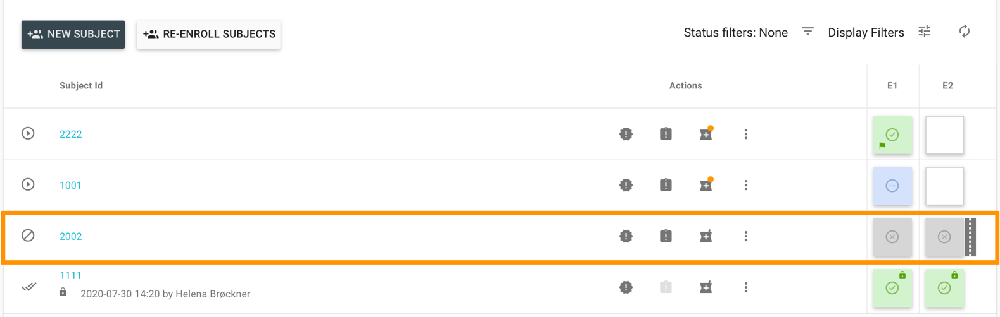 NEW SUBJECT
RE-ENROLL SUBJECTS
Status filters: None
Display Filters
Subject Id
Actions
E1
E2
2222
1001
2002
1111
2020-07-30 14:20 by Helena Brøckner